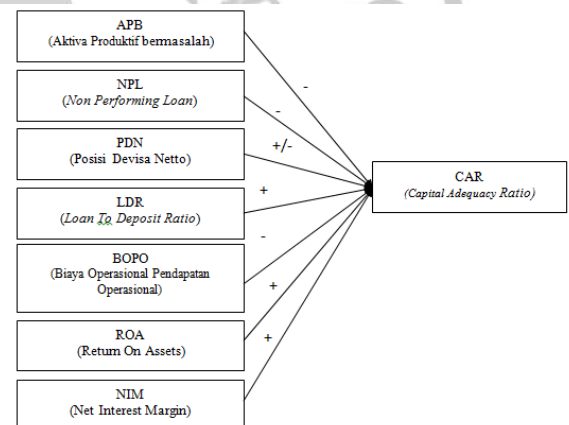 APB
(Aktiva Produktif bermasalah)
-
NPL
(Non Performing Loan)
-
PDN
(Posisi Devisa Netto)
+/-
CAR
(Capital Adequacy Ratio)
LDR
(Loan To Deposit Ratio)
+
BOPO
(Biaya Operasional Pendapatan
Operasional)
-
+
ROA
(Return On Assets)
+
NIM
(Net Interest Margin)